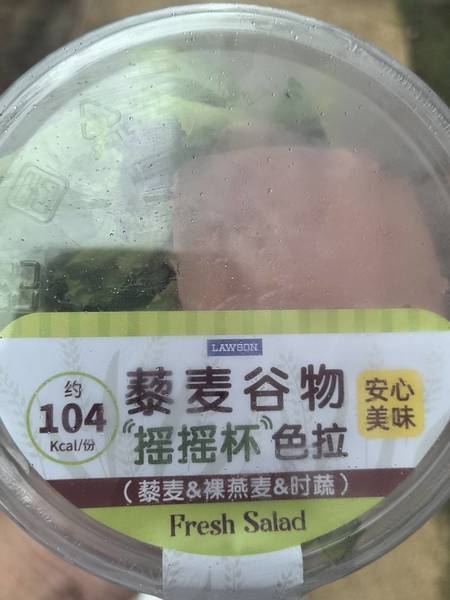 LAWSON
约
104
Kcal/份
藜麦谷物
“摇摇杯”色拉
安心
美味
(藜麦&裸燕麦&时蔬)
Fresh Salad